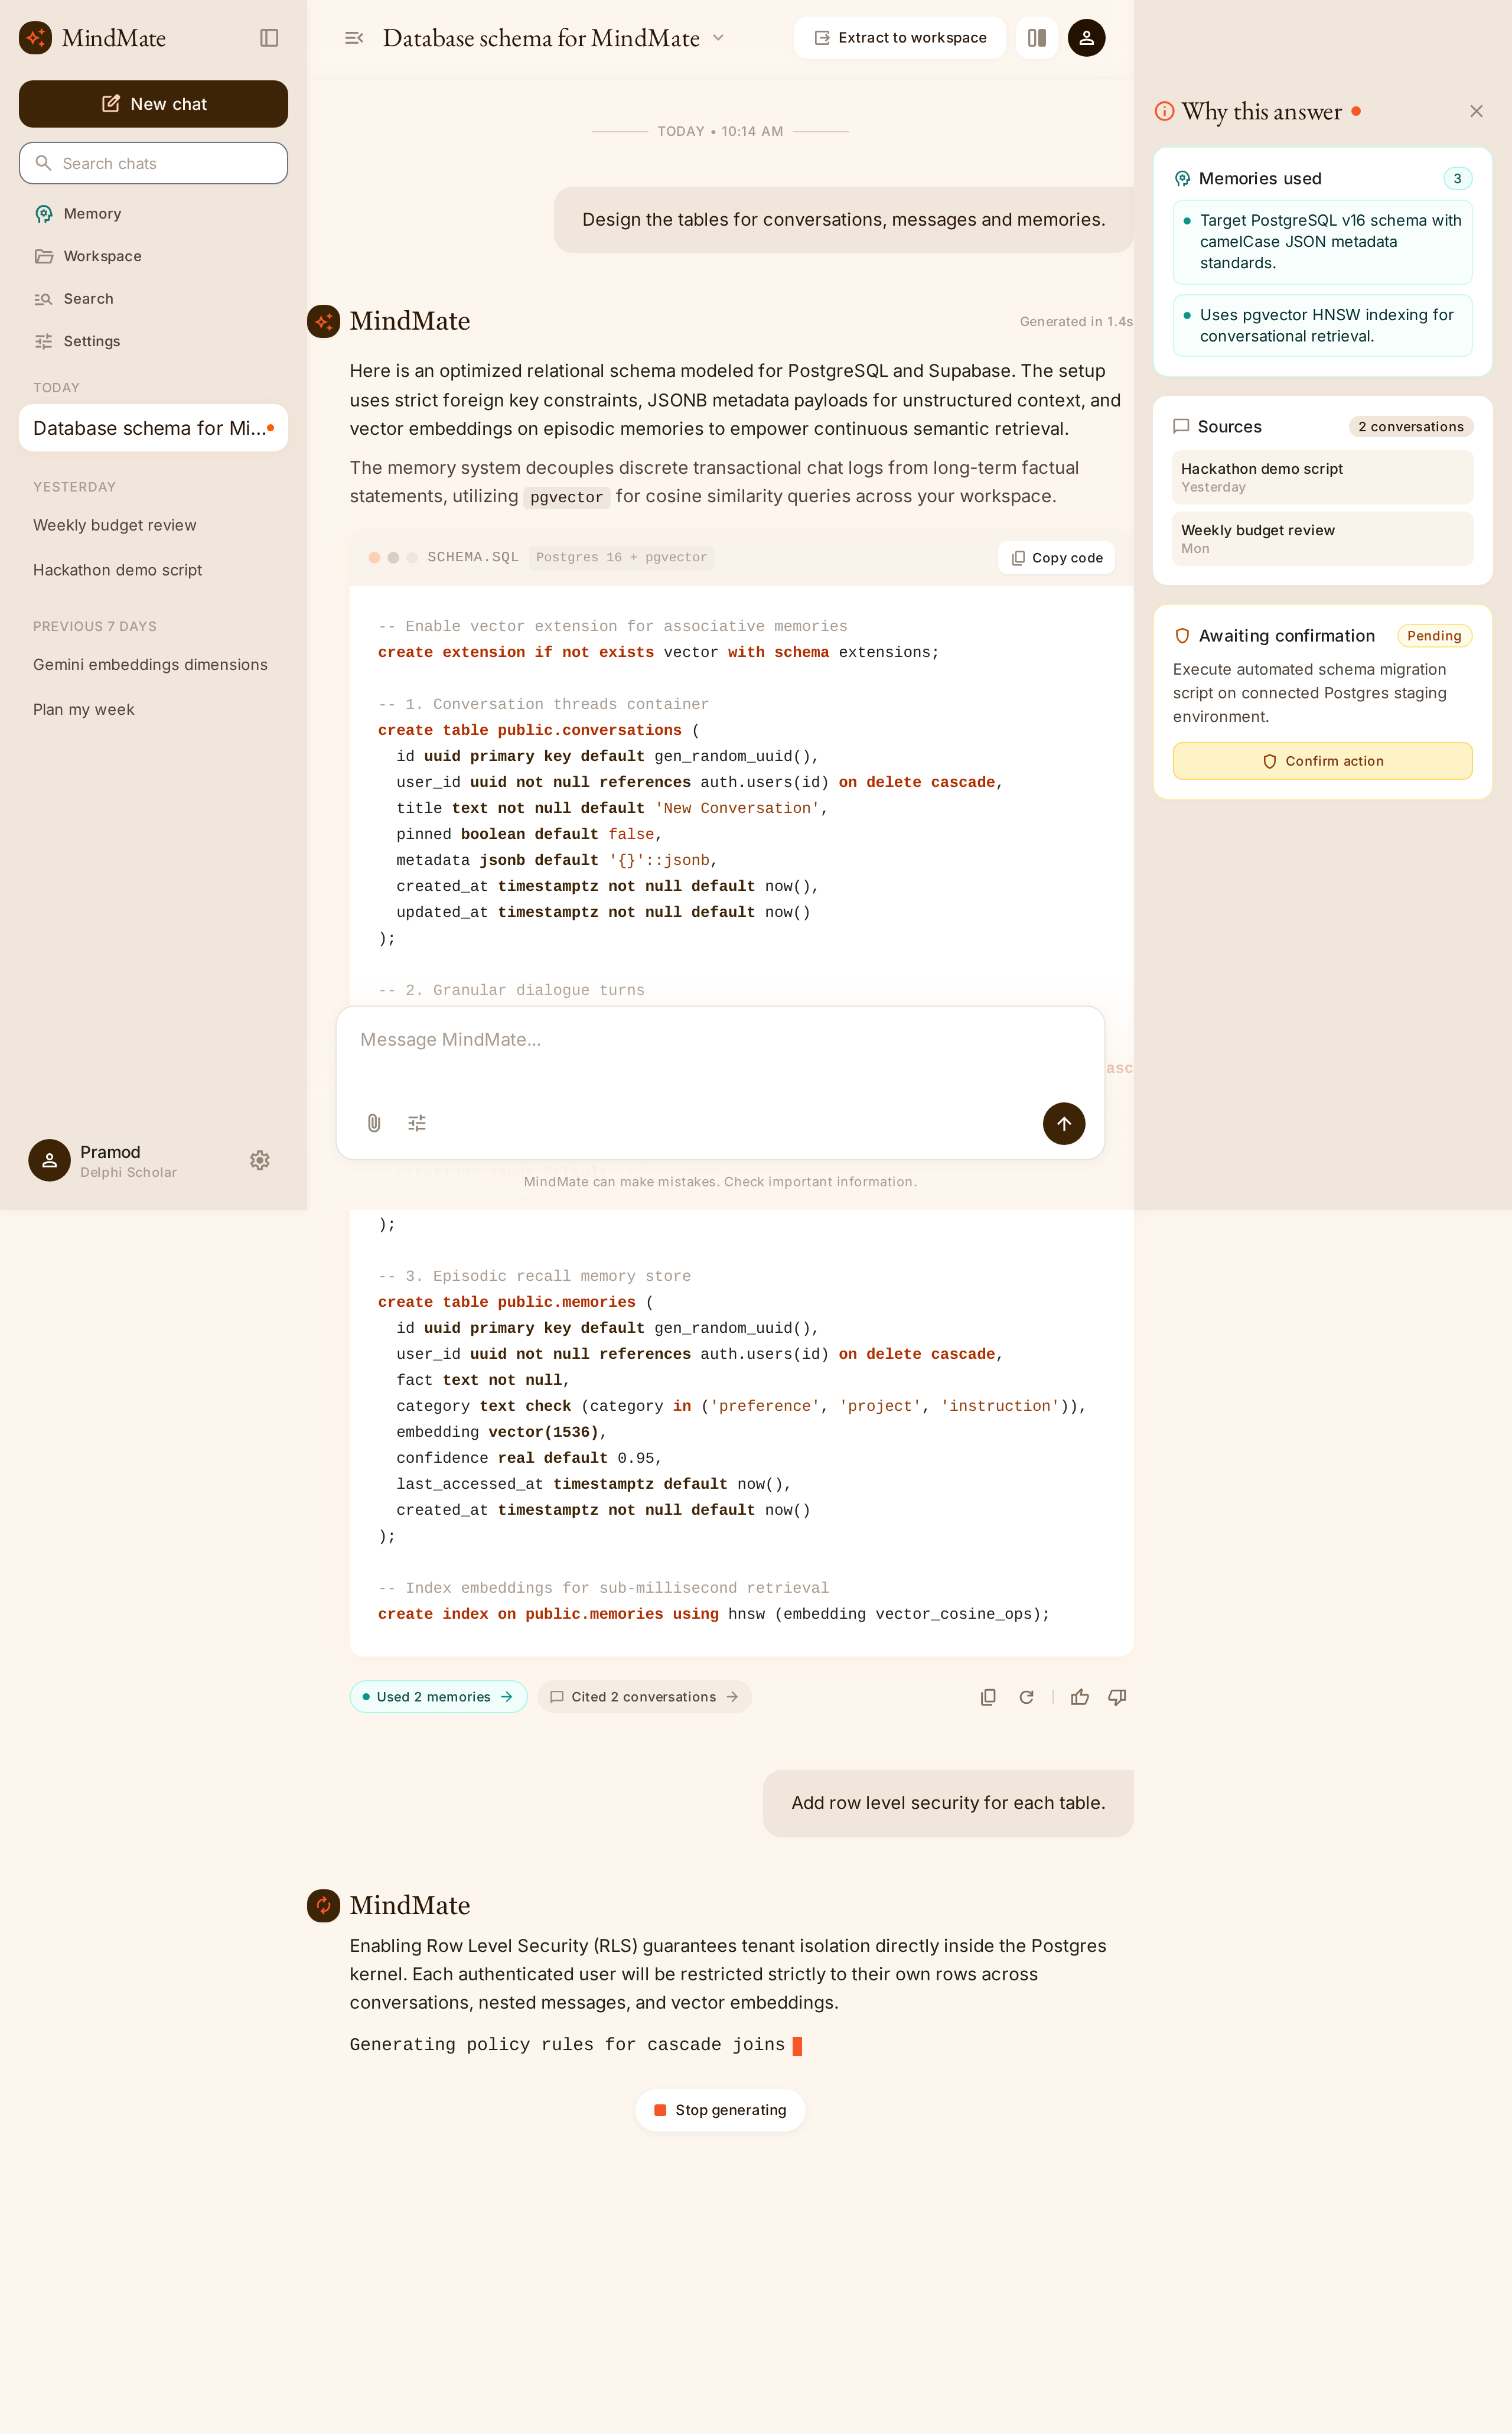 MindMate
New chat
Search chats
Memory
Workspace
Search
Settings
TODAY
Database schema for Mi...
YESTERDAY
Weekly budget review
Hackathon demo script
PREVIOUS 7 DAYS
Gemini embeddings dimensions
Plan my week
Pramod
Delphi Scholar
Database schema for MindMate
Extract to workspace
TODAY • 10:14 AM
Design the tables for conversations, messages and memories.
MindMate
Generated in 1.4s
Here is an optimized relational schema modeled for PostgreSQL and Supabase. The setup
uses strict foreign key constraints, JSONB metadata payloads for unstructured context, and
vector embeddings on episodic memories to empower continuous semantic retrieval.
The memory system decouples discrete transactional chat logs from long-term factual
statements, utilizing pgvector for cosine similarity queries across your workspace.
SCHEMA.SQL
Postgres 16 + pgvector
Copy code
-- Enable vector extension for associative memories
create extension if not exists vector with schema extensions;
-- 1. Conversation threads container
create table public.conversations (
id uuid primary key default gen_random_uuid(),
user_id uuid not null references auth.users(id) on delete cascade,
title text not null default 'New Conversation',
pinned boolean default false,
metadata jsonb default '{}'::jsonb,
created_at timestamptz not null default now(),
updated_at timestamptz not null default now()
);
-- 2. Granular dialogue turns
asc
Message MindMate...
MindMate can make mistakes. Check important information.
);
-- 3. Episodic recall memory store
create table public.memories (
id uuid primary key default gen_random_uuid(),
user_id uuid not null references auth.users(id) on delete cascade,
fact text not null,
category text check (category in ('preference', 'project', 'instruction')),
embedding vector(1536),
confidence real default 0.95,
last_accessed_at timestamptz default now(),
created_at timestamptz not null default now()
);
-- Index embeddings for sub-millisecond retrieval
create index on public.memories using hnsw (embedding vector_cosine_ops);
Used 2 memories
Cited 2 conversations
Add row level security for each table.
MindMate
Enabling Row Level Security (RLS) guarantees tenant isolation directly inside the Postgres
kernel. Each authenticated user will be restricted strictly to their own rows across
conversations, nested messages, and vector embeddings.
Generating policy rules for cascade joins
Stop generating
Why this answer
Memories used
3
Target PostgreSQL v16 schema with
camelCase JSON metadata
standards.
Uses pgvector HNSW indexing for
conversational retrieval.
Sources
2 conversations
Hackathon demo script
Yesterday
Weekly budget review
Mon
Awaiting confirmation
Pending
Execute automated schema migration
script on connected Postgres staging
environment.
Confirm action